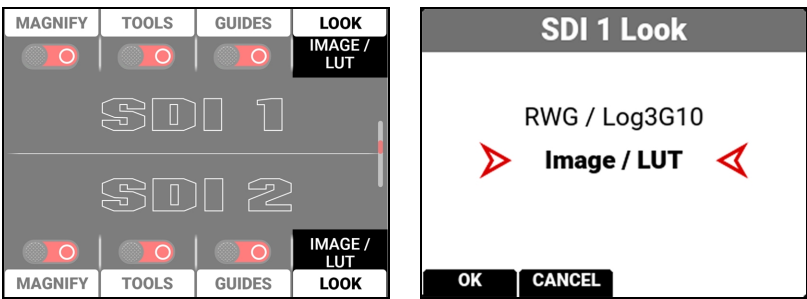 MAGNIFY TOOLS GUIDES LOOK
IMAGE /
LUT
SDI 1
SDI 2
IMAGE /
LUT
MAGNIFY TOOLS GUIDES LOOK
SDI 1 Look
RWG / Log3G10
Image / LUT
OK CANCEL